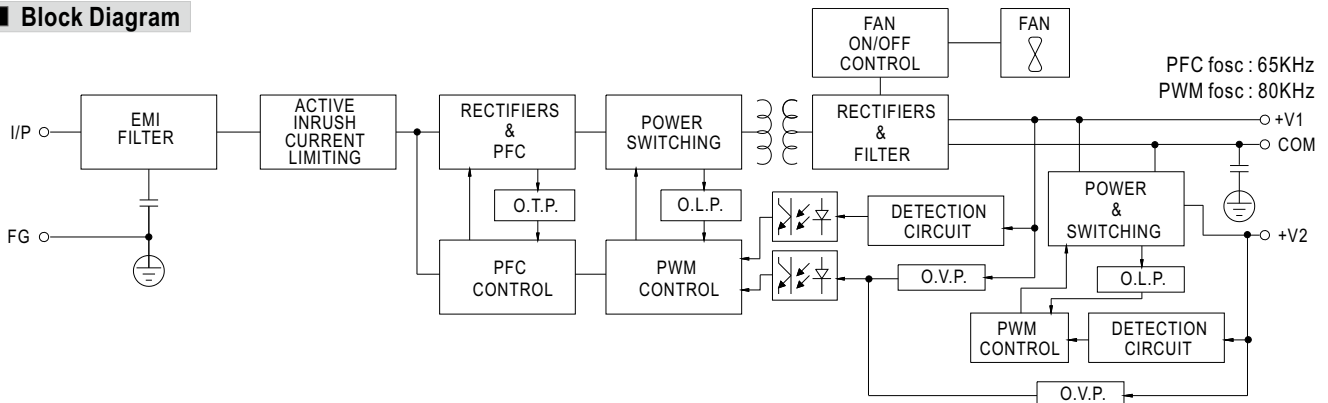 Block Diagram
FAN
ON/OFF
CONTROL
FAN
PFC fosc : 65KHz
PWM fosc : 80KHz
I/P
EMI
FILTER
ACTIVE
INRUSH
CURRENT
LIMITING
RECTIFIERS
&
PFC
POWER
SWITCHING
RECTIFIERS
&
FILTER
+V1
COM
O.T.P.
O.L.P.
POWER
&
SWITCHING
DETECTION
CIRCUIT
FG
+V2
PFC
CONTROL
PWM
CONTROL
O.V.P.
O.L.P.
PWM
CONTROL
DETECTION
CIRCUIT
O.V.P.